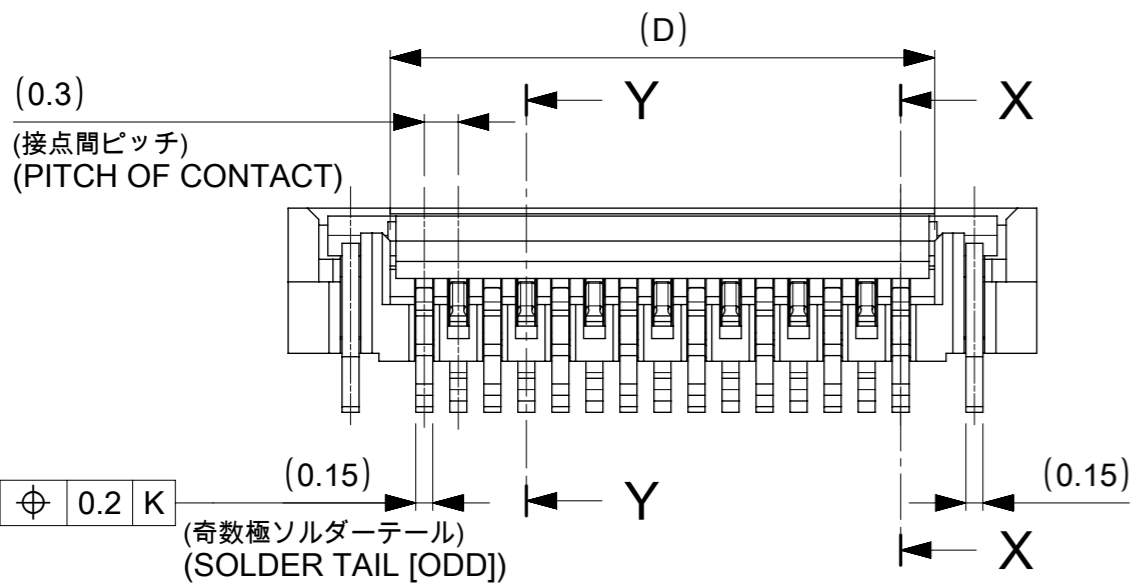 (D)
(0.3)
Y
X
(接点間ピッチ)
(PITCH OF CONTACT)
(0.15)
(0.15)
⌖ 0.2 K
Y
(奇数極ソルダーテール)
(SOLDER TAIL [ODD])
X